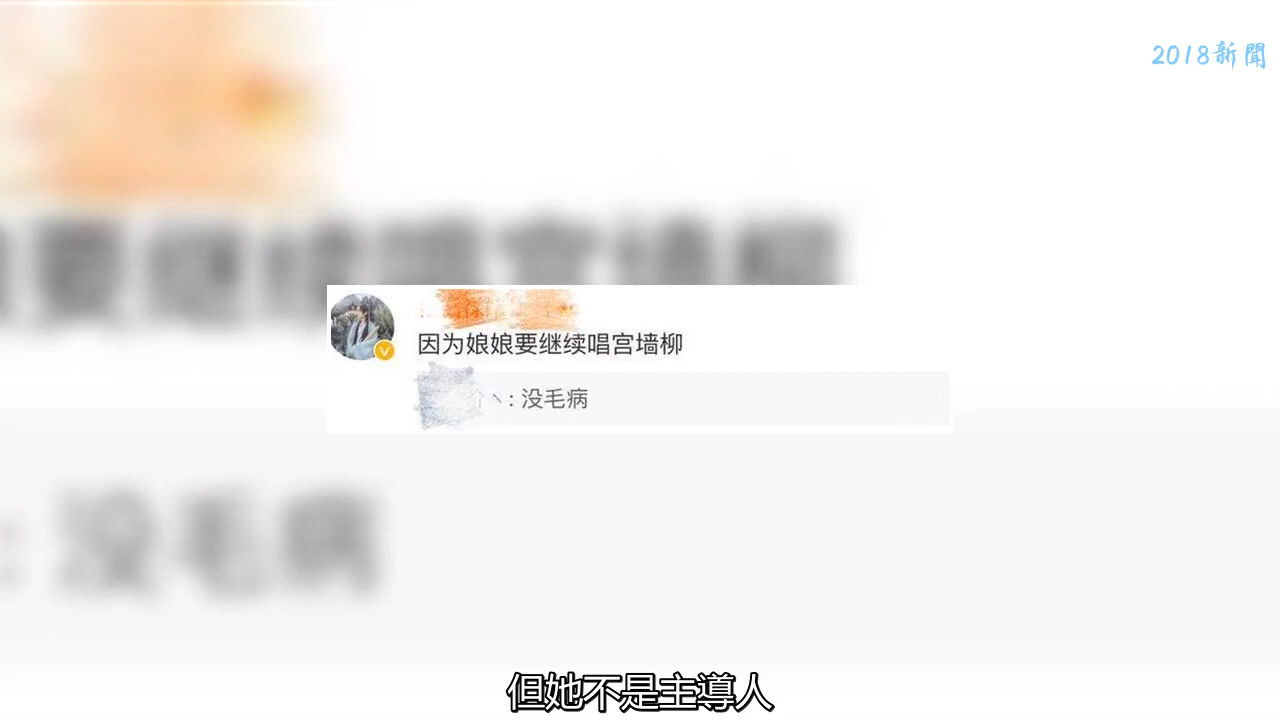 2018新聞
因为娘娘要继续唱宫墙柳
: 没毛病
但她不是主導人